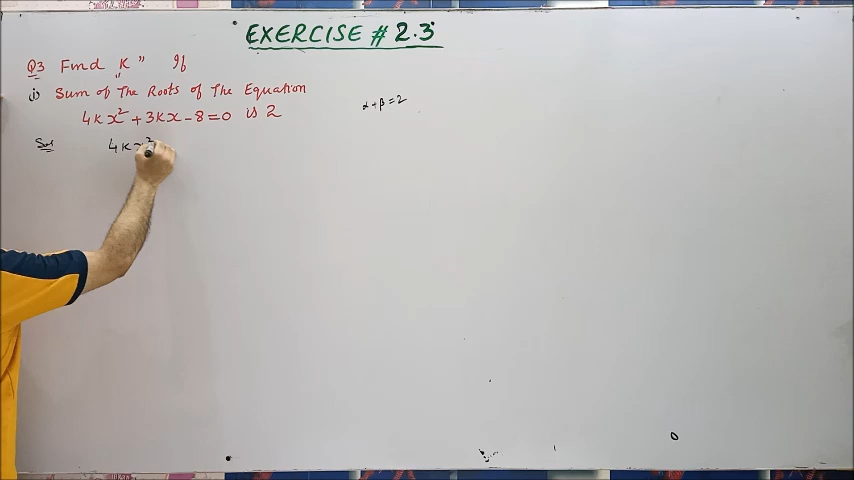 EXERCISE # 2.3
Q3 Find "K" If
(i) Sum of The Roots of The Equation
4Kx² + 3Kx - 8 = 0 is 2
α + β = 2
Sol 4Kx²